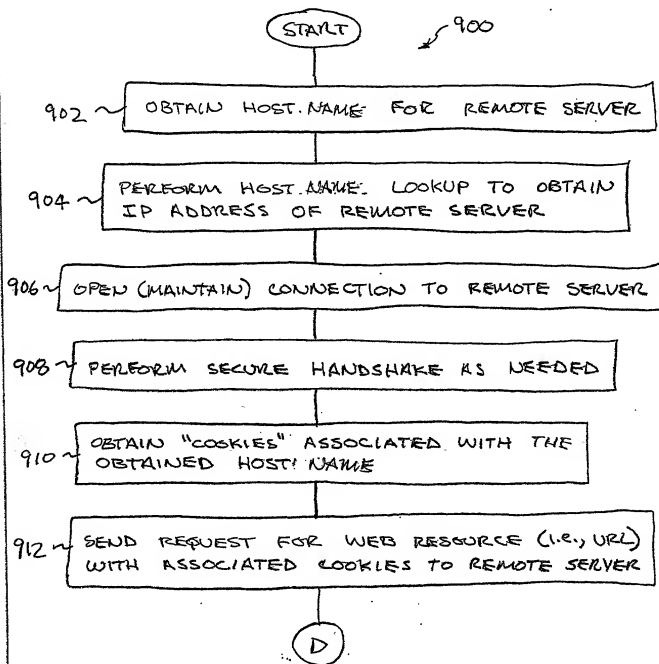 START
900
902
OBTAIN HOST NAME FOR REMOTE SERVER
904
PERFORM HOST NAME LOOKUP TO OBTAIN
IP ADDRESS OF REMOTE SERVER
906
OPEN (MAINTAIN) CONNECTION TO REMOTE SERVER
908
PERFORM SECURE HANDSHAKE AS NEEDED
910
OBTAIN "COOKIES" ASSOCIATED WITH THE
OBTAINED HOST NAME
912
SEND REQUEST FOR WEB RESOURCE (I.E., URL)
WITH ASSOCIATED COOKIES TO REMOTE SERVER
D